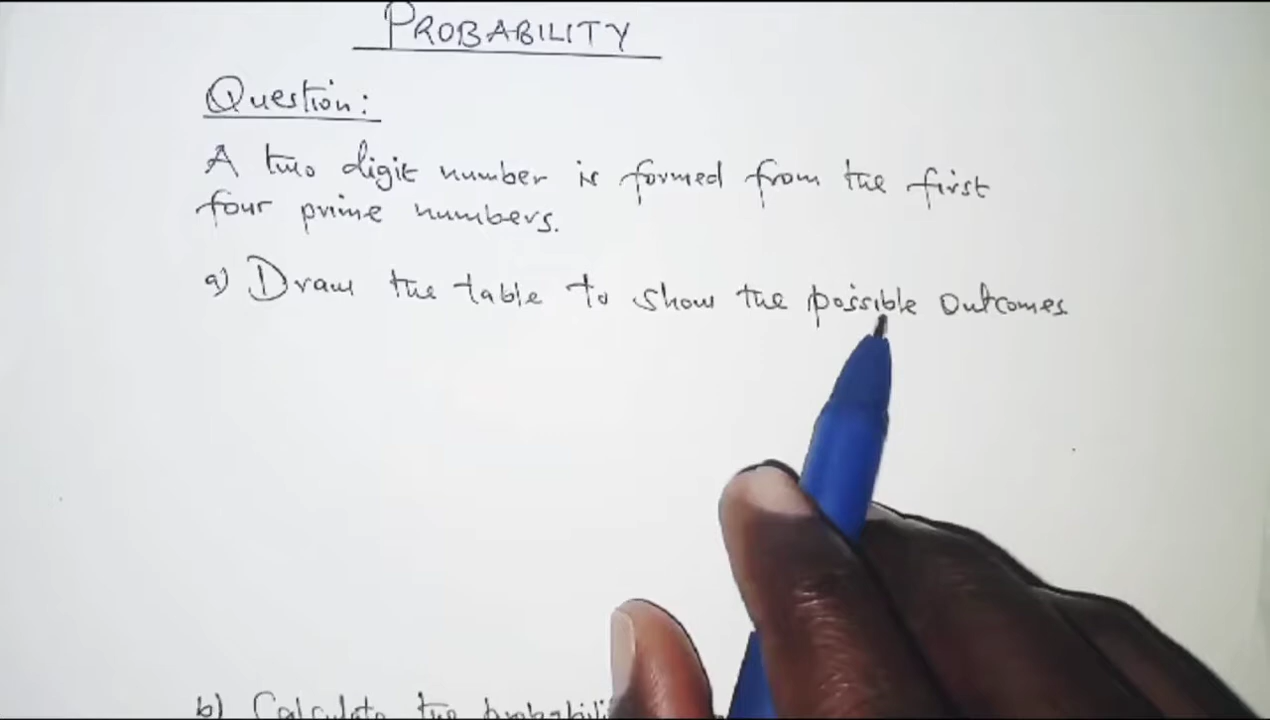 PROBABILITY
Question:
A two digit number is formed from the first
four prime numbers.
a) Draw the table to show the possible outcomes
b) Calculate the